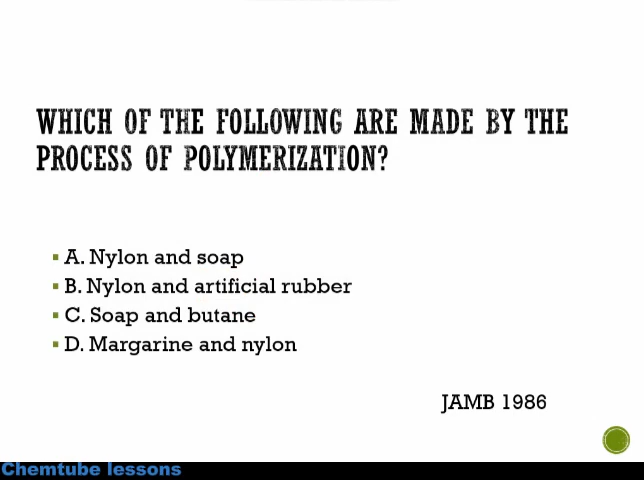 WHICH OF THE FOLLOWING ARE MADE BY THE
PROCESS OF POLYMERIZATION?
A. Nylon and soap
B. Nylon and artificial rubber
C. Soap and butane
D. Margarine and nylon
JAMB 1986
Chemtube lessons